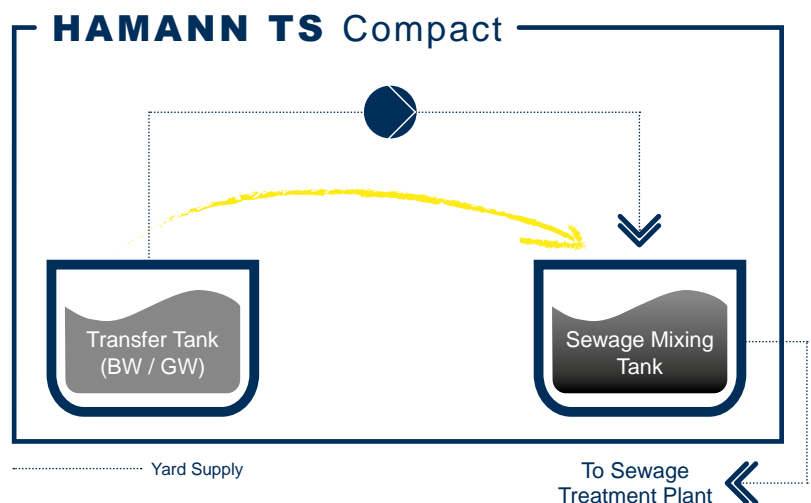 HAMANN TS Compact
Transfer Tank
(BW / GW)
Sewage Mixing
Tank
Yard Supply
To Sewage
Treatment Plant